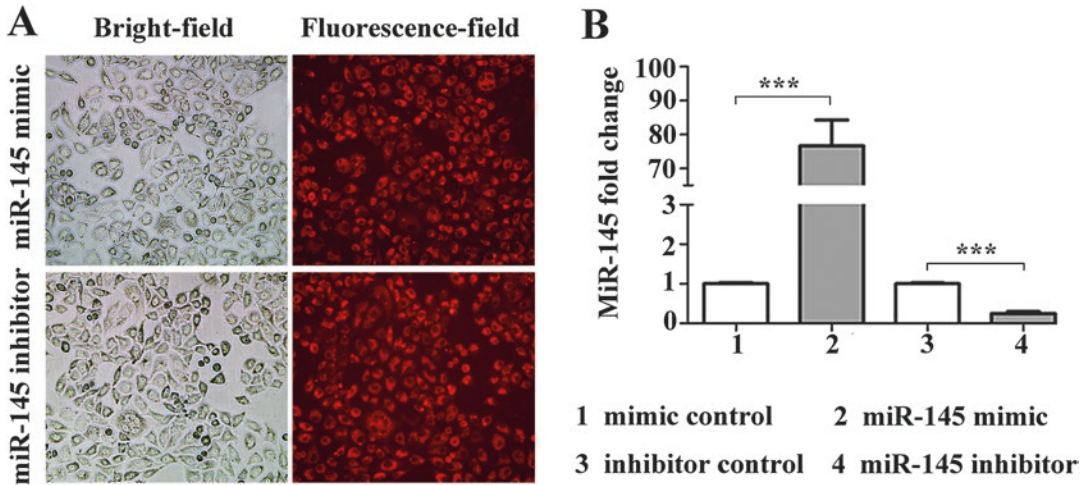 A
Bright-field
Fluorescence-field
miR-145 mimic
miR-145 inhibitor
B
MiR-145 fold change
100
90
80
70
3
2
1
0
***
***
1 2 3 4
1 mimic control 2 miR-145 mimic
3 inhibitor control 4 miR-145 inhibitor